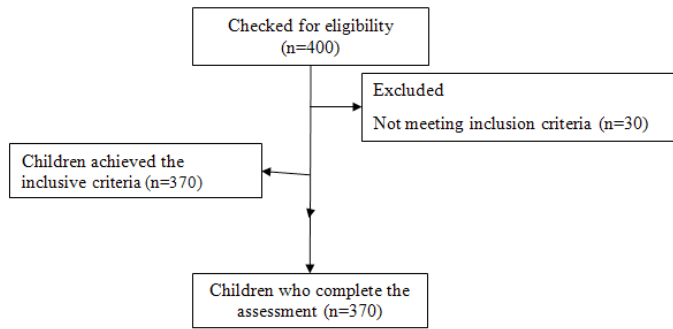 Checked for eligibility
(n=400)
Excluded
Not meeting inclusion criteria (n=30)
Children achieved the
inclusive criteria (n=370)
Children who complete the
assessment (n=370)